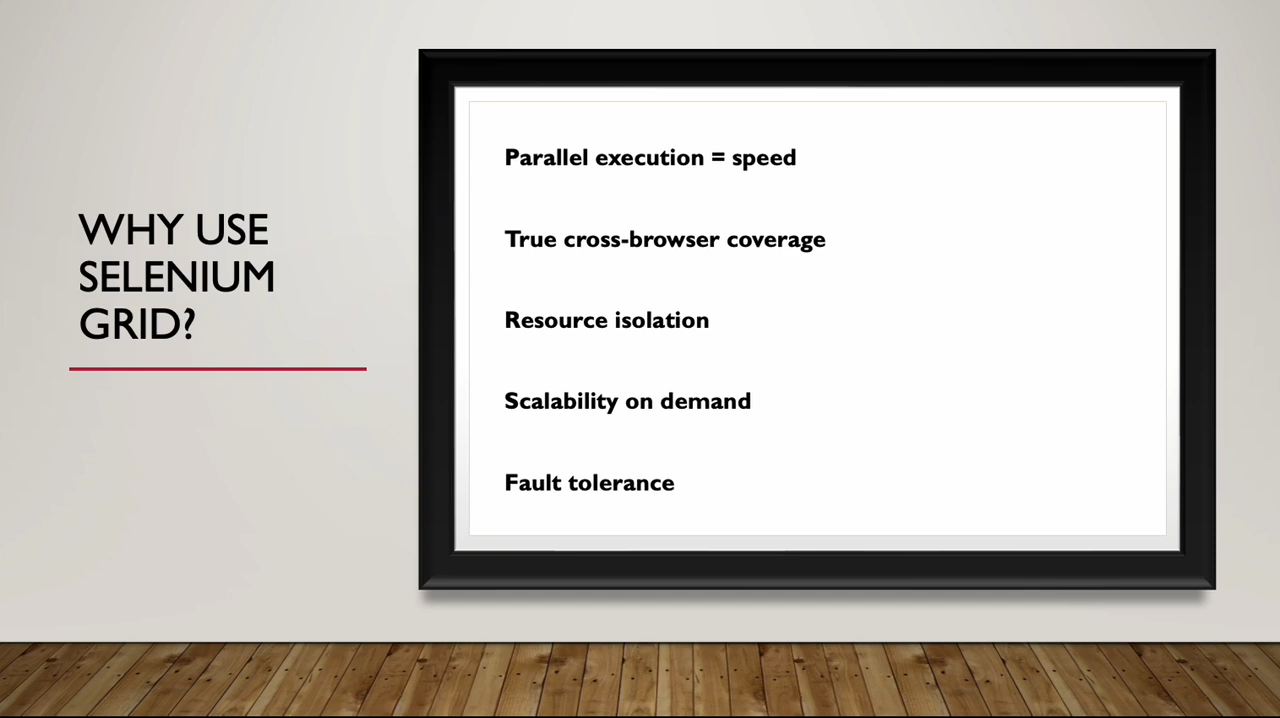 WHY USE
SELENIUM
GRID?
Parallel execution = speed
True cross-browser coverage
Resource isolation
Scalability on demand
Fault tolerance